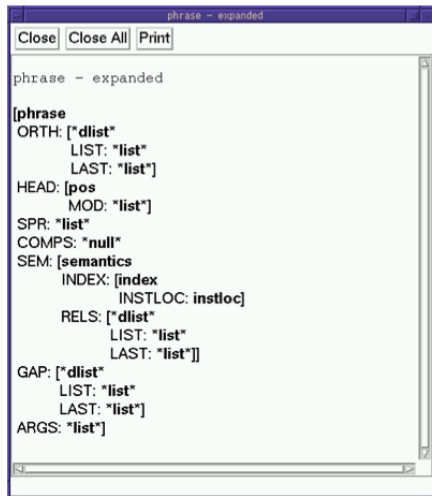 phrase - expanded
Close Close All Print
phrase - expanded
[phrase
ORTH: [*dlist*
LIST: *list*
LAST: *list*]
HEAD: [pos
MOD: *list*]
SPR: *list*
COMPS: *null*
SEM: [semantics
INDEX: [index
INSTLOC: instloc]
RELS: [*dlist*
LIST: *list*
LAST: *list*]]
GAP: [*dlist*
LIST: *list*
LAST: *list*]
ARGS: *list*]